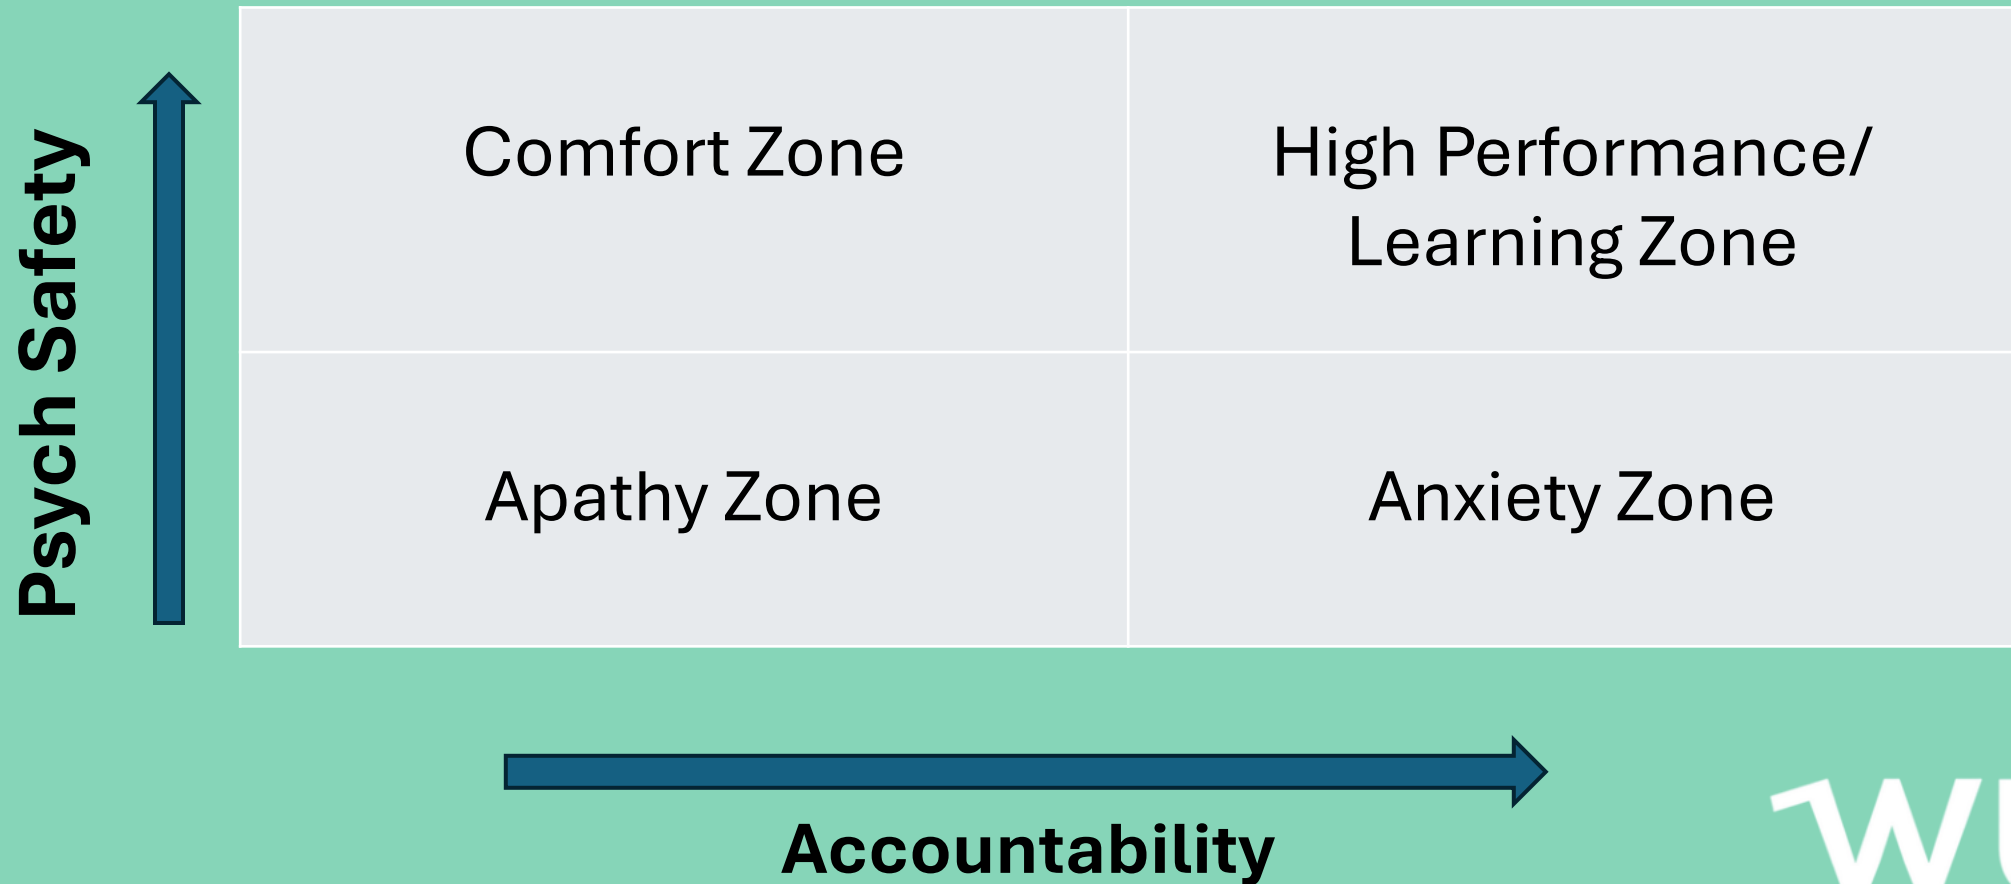 Psych Safety
Comfort Zone
High Performance/
Learning Zone
Apathy Zone
Anxiety Zone
Accountability